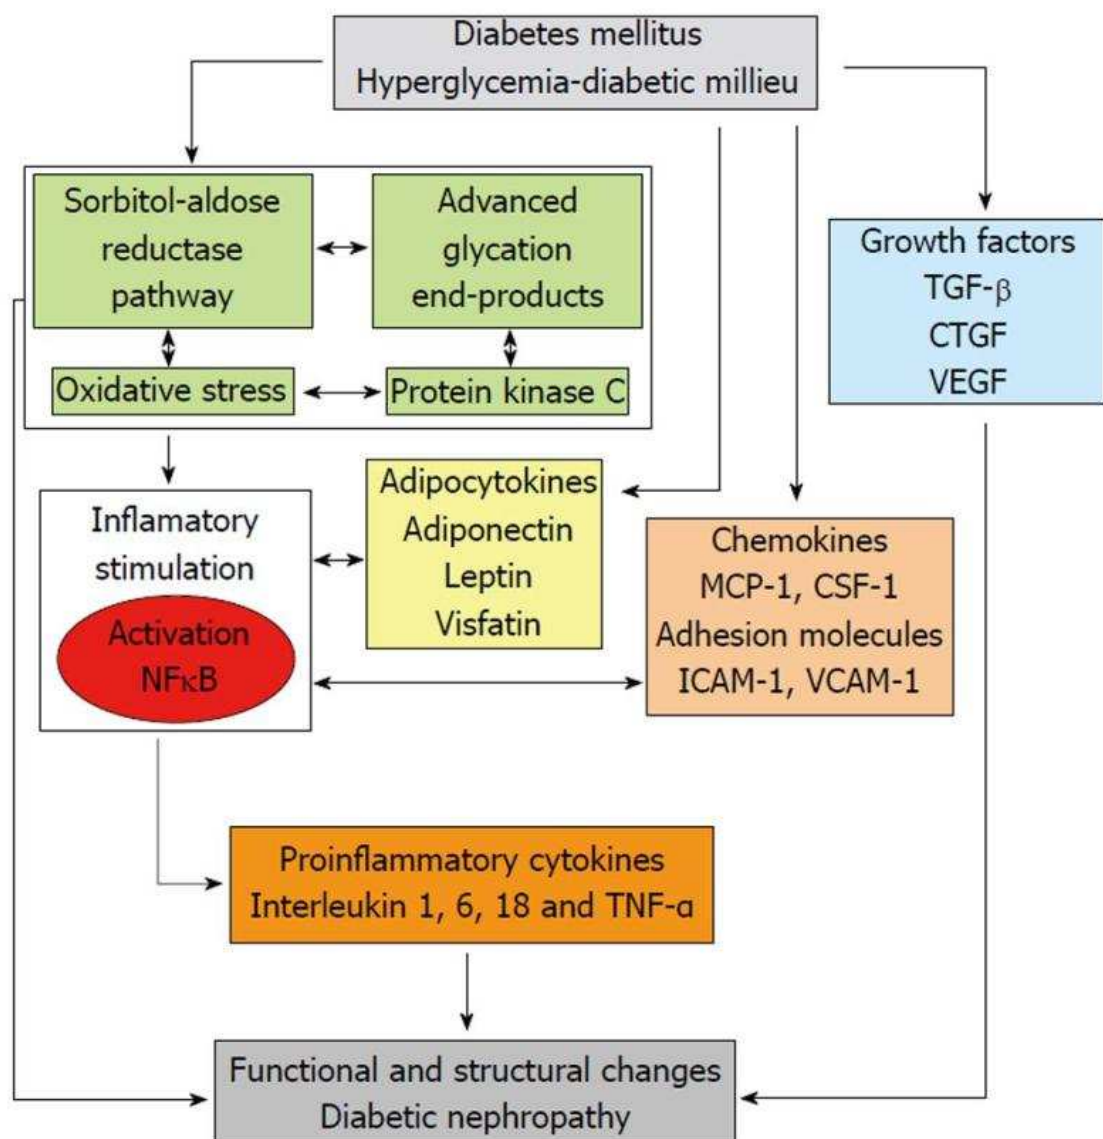 Diabetes mellitus
Hyperglycemia-diabetic millieu
Sorbitol-aldose
reductase
pathway
Advanced
glycation
end-products
Oxidative stress
Protein kinase C
Growth factors
TGF-β
CTGF
VEGF
Inflamatory
stimulation
Activation
NFκB
Adipocytokines
Adiponectin
Leptin
Visfatin
Chemokines
MCP-1, CSF-1
Adhesion molecules
ICAM-1, VCAM-1
Proinflammatory cytokines
Interleukin 1, 6, 18 and TNF-α
Functional and structural changes
Diabetic nephropathy